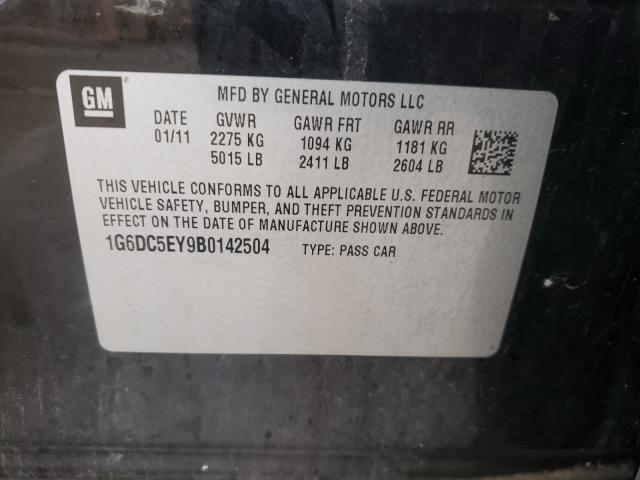 GM
MFD BY GENERAL MOTORS LLC
DATE GVWR GAWR FRT GAWR RR
01/11 2275 KG 1094 KG 1181 KG
5015 LB 2411 LB 2604 LB
THIS VEHICLE CONFORMS TO ALL APPLICABLE U.S. FEDERAL MOTOR
VEHICLE SAFETY, BUMPER, AND THEFT PREVENTION STANDARDS IN
EFFECT ON THE DATE OF MANUFACTURE SHOWN ABOVE.
1G6DC5EY9B0142504 TYPE: PASS CAR